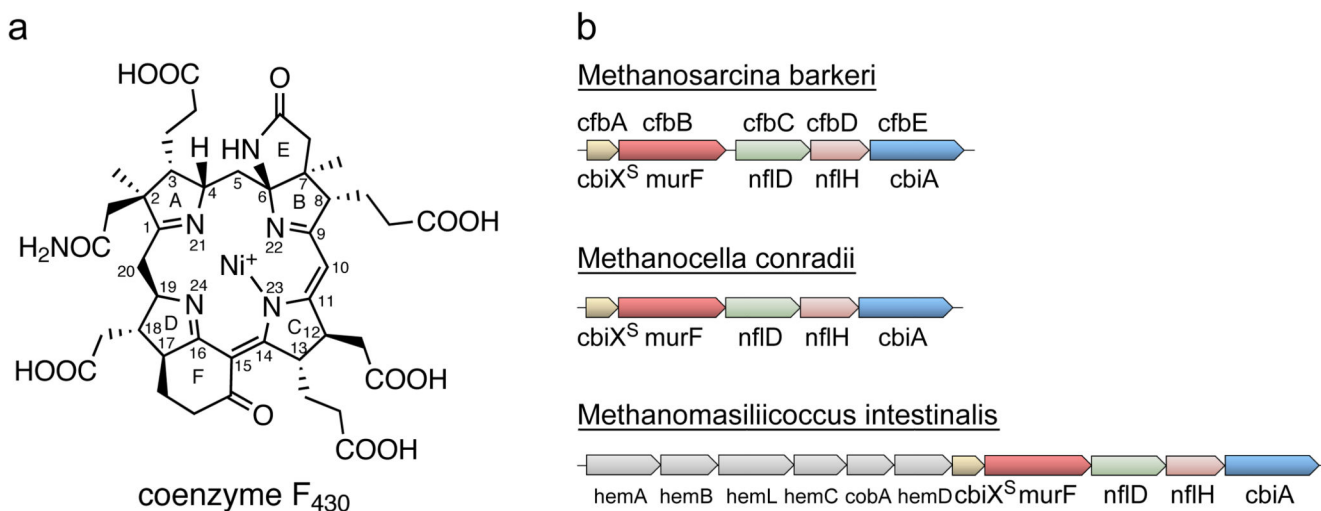 a
HOOC
O
H
HN
E
3
4
5
7
2
A
6
B
8
1
N
N
9
COOH
H₂NOC
21
22
20
Ni⁺
10
19
24
23
11
N
N
18
D
C
12
17
16
14
13
15
HOOC
F
O
COOH
COOH
coenzyme F₄₃₀
b
Methanosarcina barkeri
cfbA cfbB cfbC cfbD cfbE
cbiXˢ murF nflD nflH cbiA
Methanocella conradii
cbiXˢ murF nflD nflH cbiA
Methanomasiliicoccus intestinalis
hemA hemB hemL hemC cobA hemD cbiXˢ murF nflD nflH cbiA